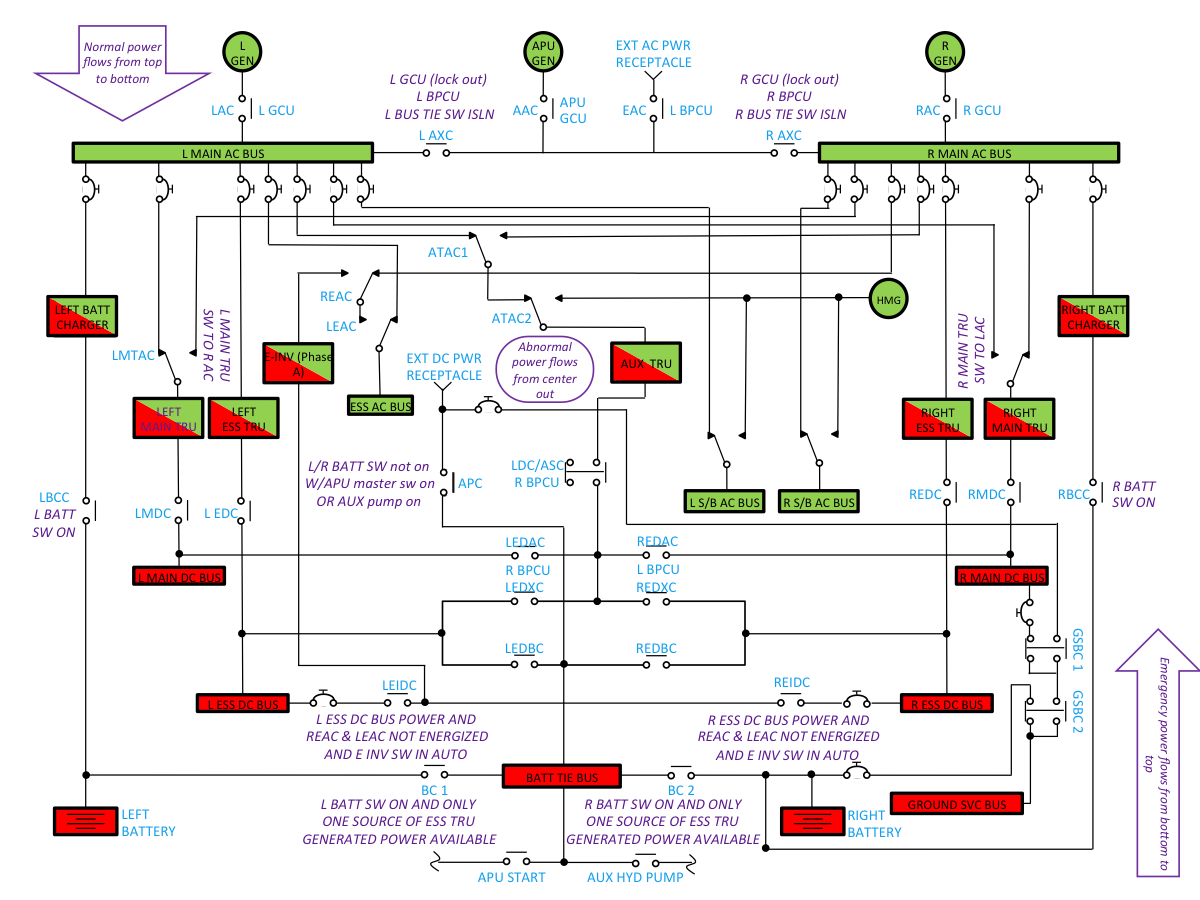 Normal power
flows from top
to bottom
L
GEN
APU
GEN
EXT AC PWR
RECEPTACLE
R
GEN
L GCU (lock out)
L BPCU
L BUS TIE SW ISLN
R GCU (lock out)
R BPCU
R BUS TIE SW ISLN
LAC
L GCU
AAC
APU
GCU
EAC
L BPCU
RAC
R GCU
L AXC
R AXC
L MAIN AC BUS
R MAIN AC BUS
ATAC1
REAC
LEAC
ATAC2
HMG
LEFT BATT
CHARGER
RIGHT BATT
CHARGER
L MAIN TRU
SW TO R AC
R MAIN TRU
SW TO LAC
LMTAC
E-INV (Phase
A)
EXT DC PWR
RECEPTACLE
Abnormal
power flows
from center
out
AUX TRU
ESS AC BUS
LEFT
MAIN TRU
LEFT
ESS TRU
RIGHT
ESS TRU
RIGHT
MAIN TRU
L/R BATT SW not on
W/APU master sw on
OR AUX pump on
APC
LDC/ASC
R BPCU
L S/B AC BUS
R S/B AC BUS
LBCC
L BATT
SW ON
LMDC
L EDC
REDC
RMDC
RBCC
R BATT
SW ON
LEDAC
R BPCU
REDAC
L BPCU
LEDXC
REDXC
L MAIN DC BUS
R MAIN DC BUS
LEDBC
REDBC
GSBC 1
GSBC 2
LEIDC
REIDC
L ESS DC BUS
R ESS DC BUS
L ESS DC BUS POWER AND
REAC & LEAC NOT ENERGIZED
AND E INV SW IN AUTO
R ESS DC BUS POWER AND
REAC & LEAC NOT ENERGIZED
AND E INV SW IN AUTO
Emergency power flows from bottom to
top
BATT TIE BUS
BC 1
BC 2
L BATT SW ON AND ONLY
ONE SOURCE OF ESS TRU
GENERATED POWER AVAILABLE
R BATT SW ON AND ONLY
ONE SOURCE OF ESS TRU
GENERATED POWER AVAILABLE
GROUND SVC BUS
LEFT
BATTERY
RIGHT
BATTERY
APU START
AUX HYD PUMP